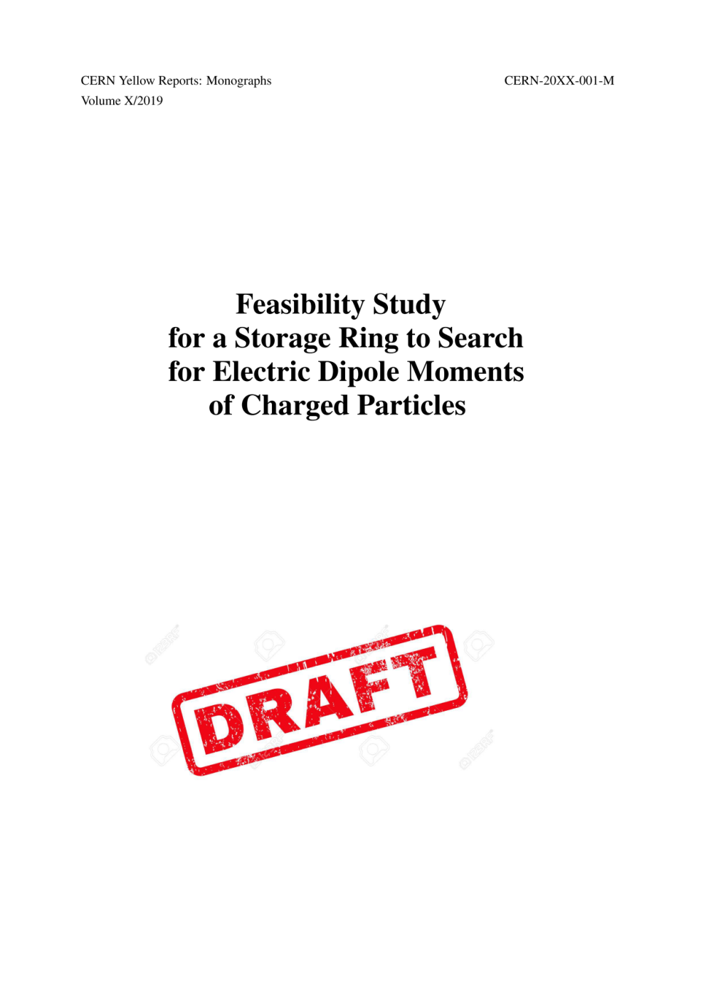 CERN Yellow Reports: Monographs
CERN-20XX-001-M
Volume X/2019
Feasibility Study
for a Storage Ring to Search
for Electric Dipole Moments
of Charged Particles
DRAFT